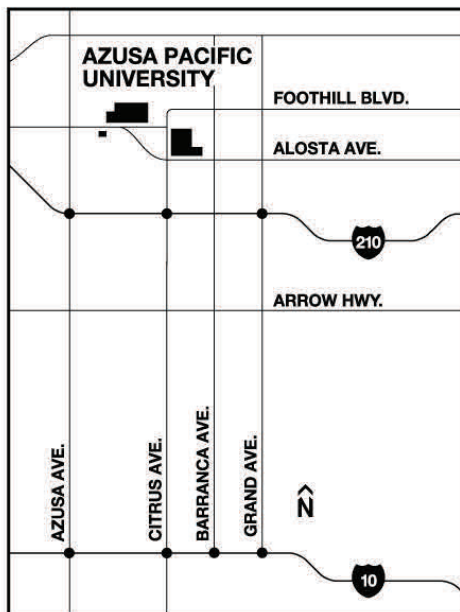 AZUSA PACIFIC
UNIVERSITY
FOOTHILL BLVD.
ALOSTA AVE.
210
ARROW HWY.
AZUSA AVE.
CITRUS AVE.
BARRANCA AVE.
GRAND AVE.
N
10